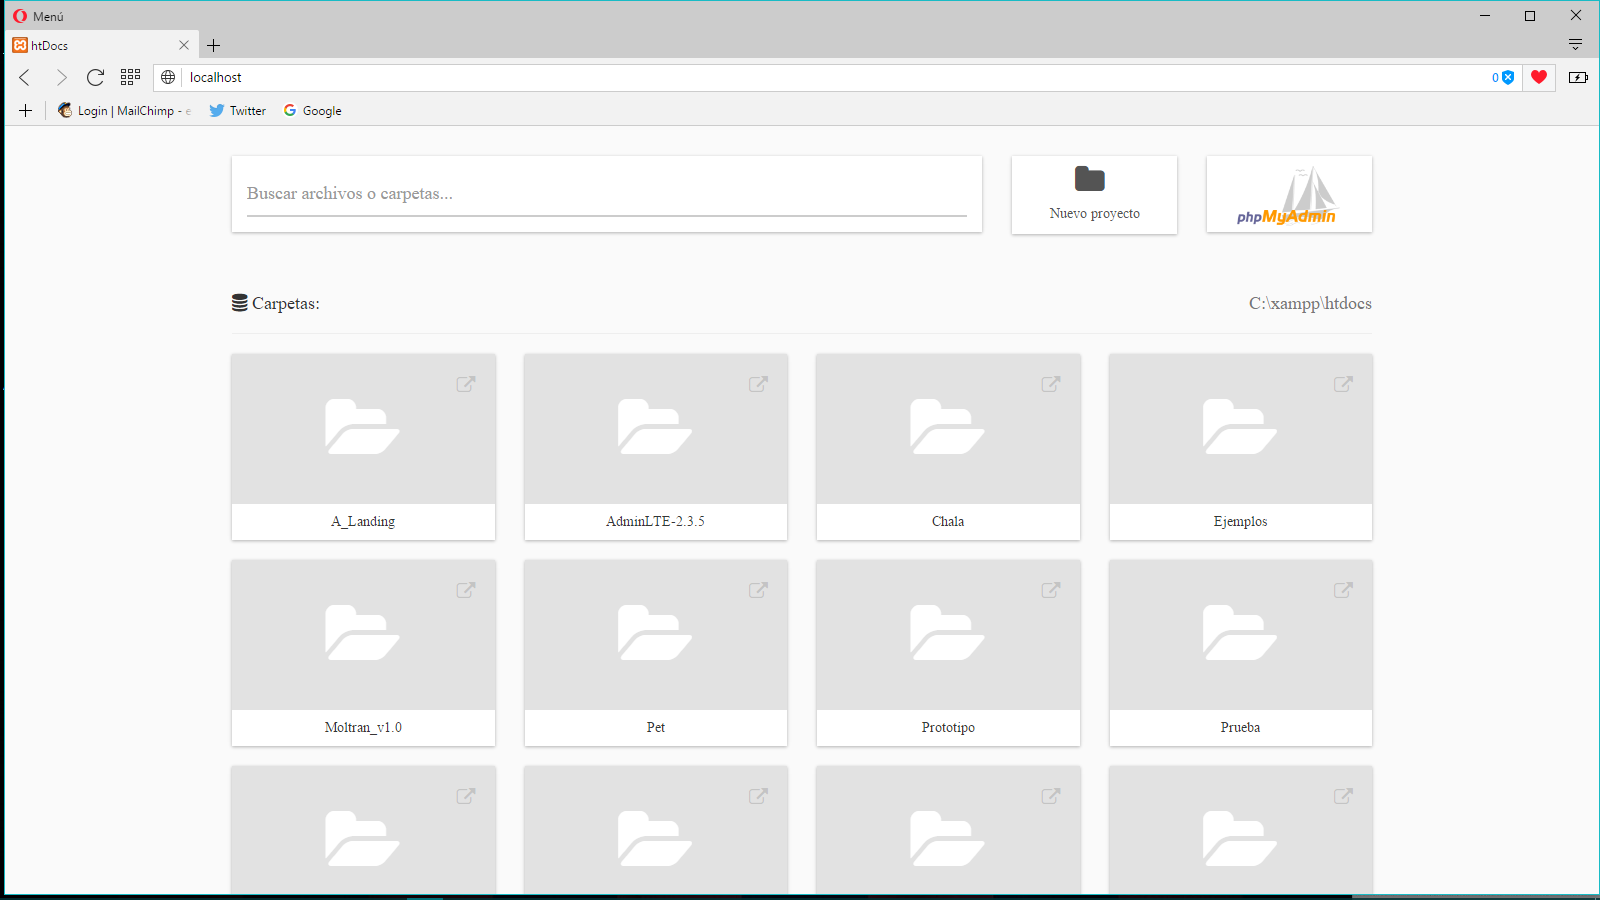 Menú
htDocs
localhost
0
Login | MailChimp - e
Twitter
Google
Buscar archivos o carpetas...
Nuevo proyecto
phpMyAdmin
Carpetas:
C:\xampp\htdocs
A_Landing
AdminLTE-2.3.5
Chala
Ejemplos
Moltran_v1.0
Pet
Prototipo
Prueba